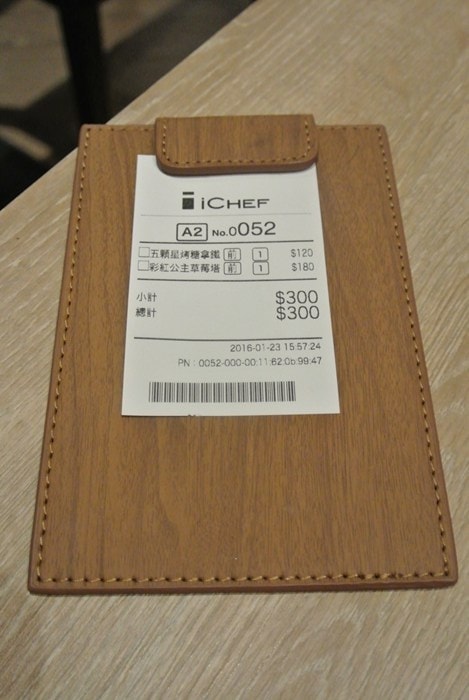 iCHEF
A2 No.0052
五顆星烤糖拿鐵 前 1 $120
彩虹公主草莓塔 前 1 $180
小計 $300
總計 $300
2016-01-23 15:57:24
PN : 0052-000-00:11:62:0b:99:47